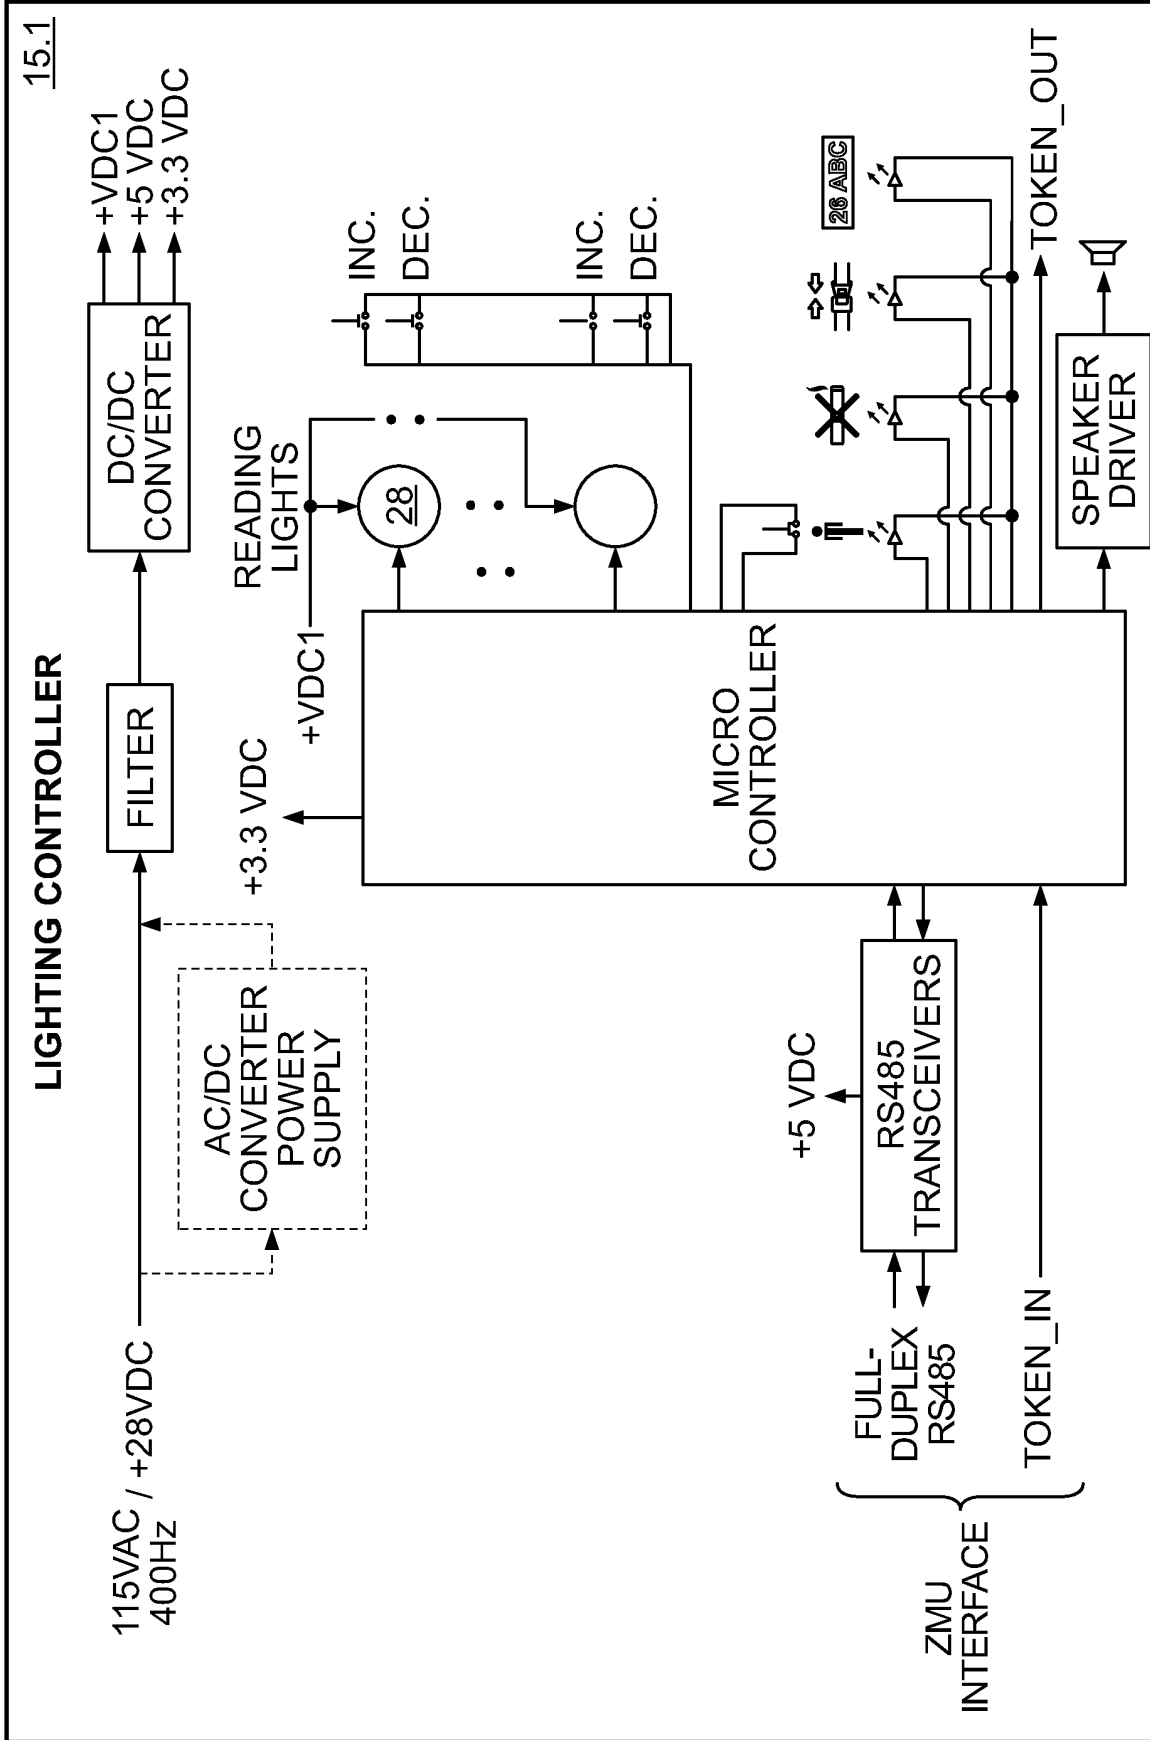 LIGHTING CONTROLLER
15.1
115VAC / +28VDC
400Hz
FILTER
DC/DC
CONVERTER
+VDC1
+5 VDC
+3.3 VDC
AC/DC
CONVERTER
POWER
SUPPLY
+3.3 VDC
+VDC1
READING
LIGHTS
28
INC.
DEC.
INC.
DEC.
MICRO
CONTROLLER
26 ABC
+5 VDC
RS485
TRANSCEIVERS
FULL-
DUPLEX
RS485
TOKEN_IN
ZMU
INTERFACE
TOKEN_OUT
SPEAKER
DRIVER